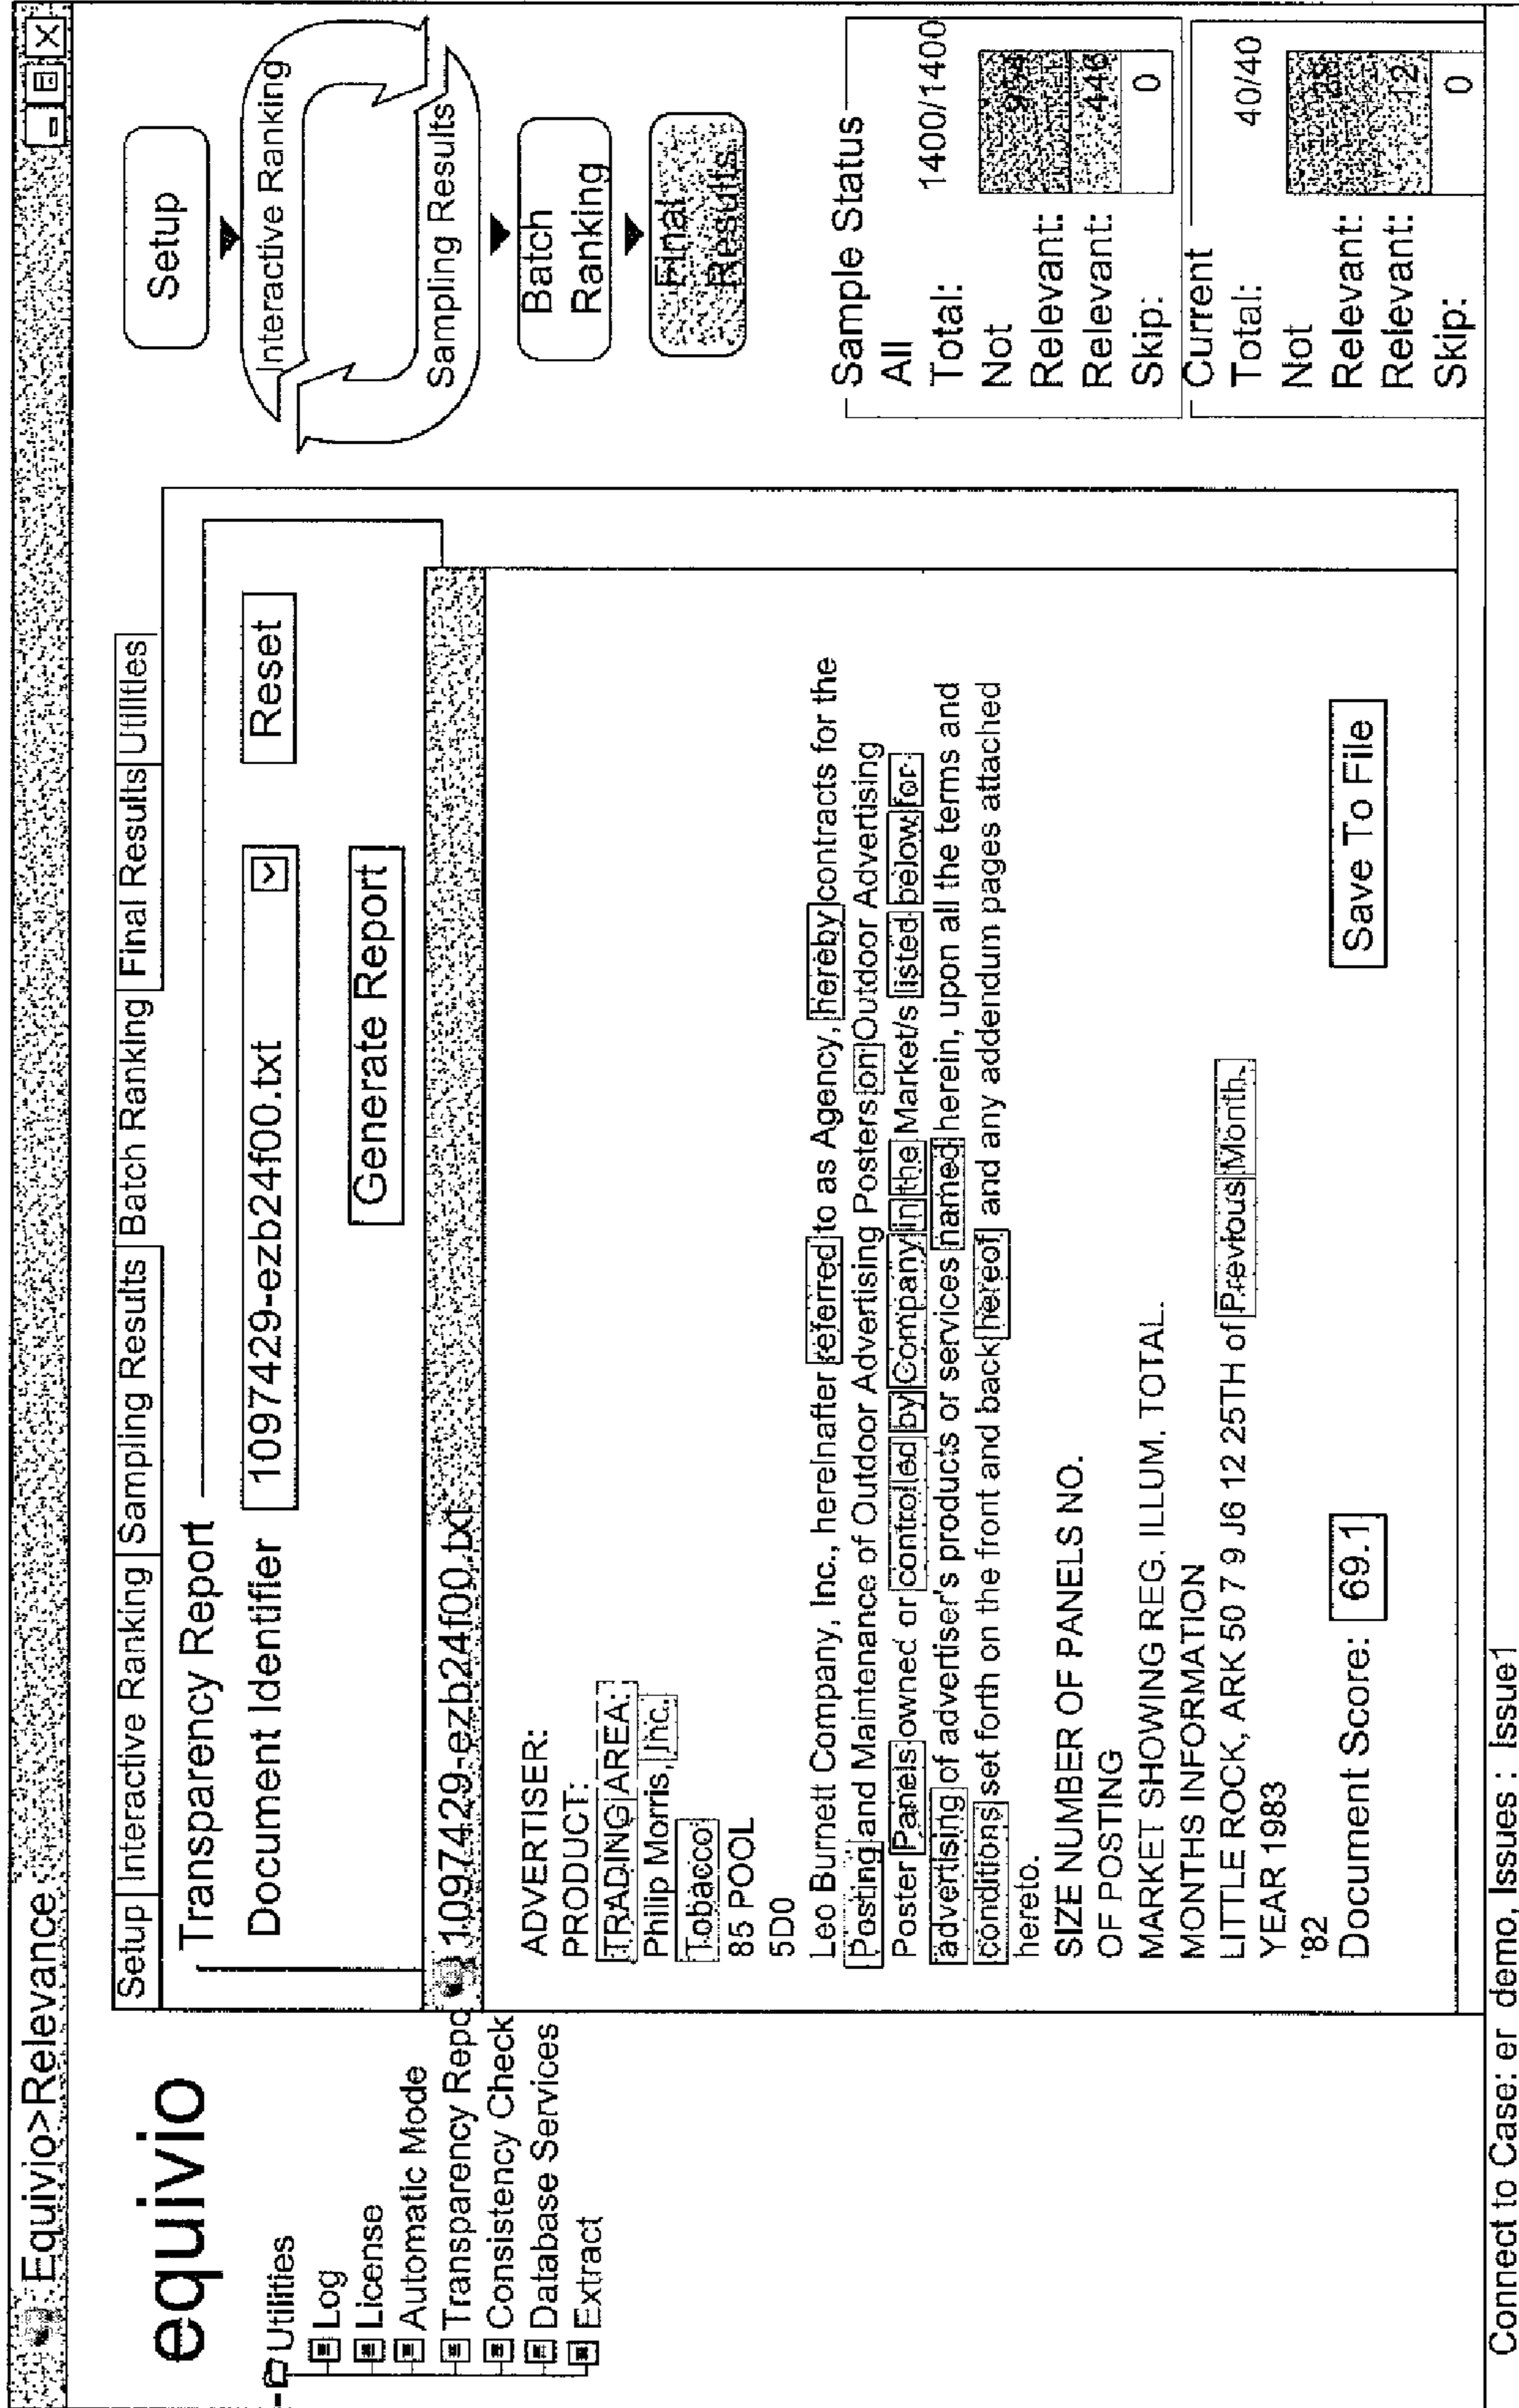 Equivio>Relevance
equivio
Utilities
Log
License
Automatic Mode
Transparency Repo
Consistency Check
Database Services
Extract
Setup Interactive Ranking Sampling Results Batch Ranking Final Results Utilities
Transparency Report
Document Identifier 1097429-ezb24f00.txt Reset
Generate Report
1097429-ezb24f00.txt
ADVERTISER:
PRODUCT:
TRADING AREA:
Philip Morris, Inc.
Tobacco
85 POOL
5D0
Leo Burnett Company, Inc., hereinafter referred to as Agency, hereby contracts for the
Posting and Maintenance of Outdoor Advertising Posters on Outdoor Advertising
Poster Panels owned or controlled by Company in the Market/s listed below for
advertising of advertiser's products or services named herein, upon all the terms and
conditions set forth on the front and back hereof and any addendum pages attached
hereto.
SIZE NUMBER OF PANELS NO.
OF POSTING
MARKET SHOWING REG. ILLUM. TOTAL.
MONTHS INFORMATION
LITTLE ROCK, ARK 50 7 9 J6 12 25TH of Previous Month.
YEAR 1983
'82
Document Score: 69.1 Save To File
Setup
Interactive Ranking
Sampling Results
Batch
Ranking
Final
Results
Sample Status
All
Total: 1400/1400
Not
Relevant: 954
Relevant: 446
Skip: 0
Current
Total: 40/40
Not
Relevant: 28
Relevant: 12
Skip: 0
Connect to Case: er demo, Issues : Issue1